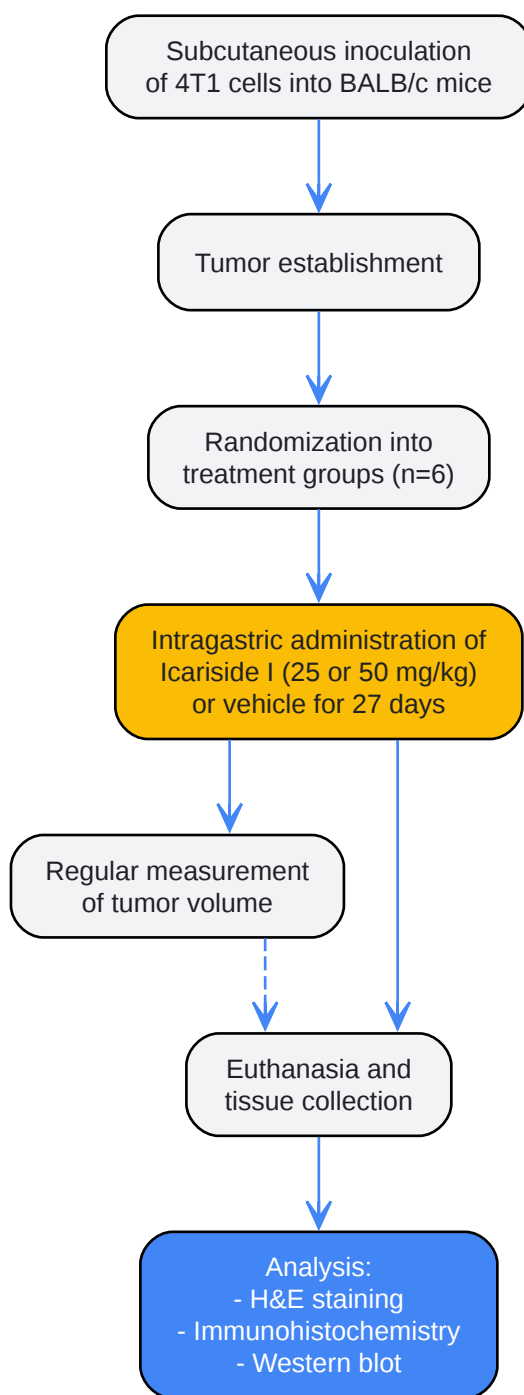 Subcutaneous inoculation
of 4T1 cells into BALB/c mice
Tumor establishment
Randomization into
treatment groups (n=6)
Intragastric administration of
Icariside I (25 or 50 mg/kg)
or vehicle for 27 days
Regular measurement
of tumor volume
Euthanasia and
tissue collection
Analysis:
- H&E staining
- Immunohistochemistry
- Western blot